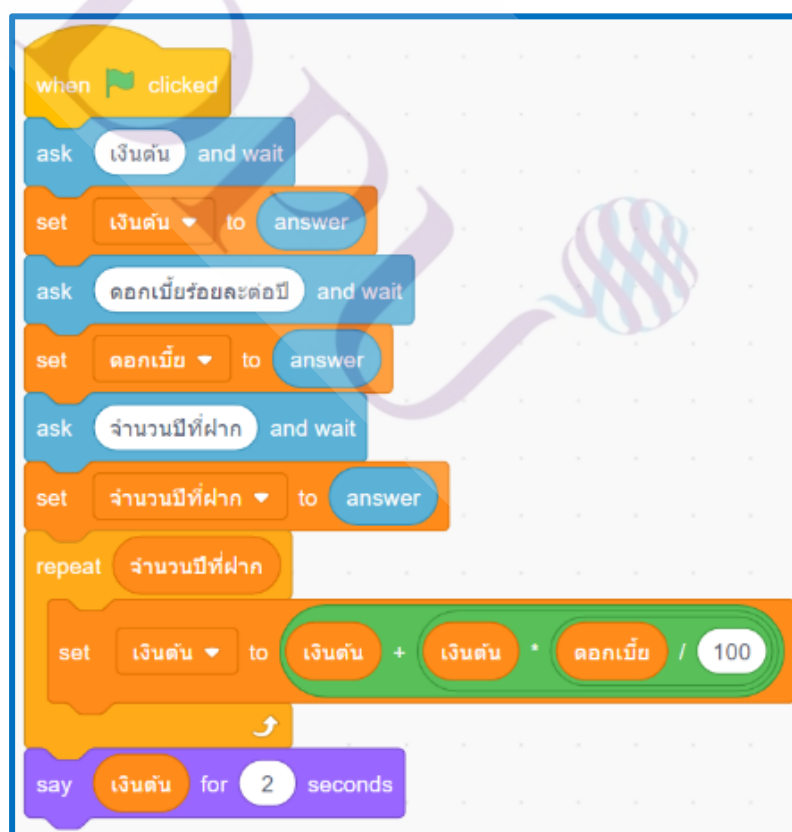 when clicked
ask เงินต้น and wait
set เงินต้น to answer
ask ดอกเบี้ยร้อยละต่อปี and wait
set ดอกเบี้ย to answer
ask จำนวนปีที่ฝาก and wait
set จำนวนปีที่ฝาก to answer
repeat จำนวนปีที่ฝาก
set เงินต้น to เงินต้น + เงินต้น * ดอกเบี้ย / 100
say เงินต้น for 2 seconds